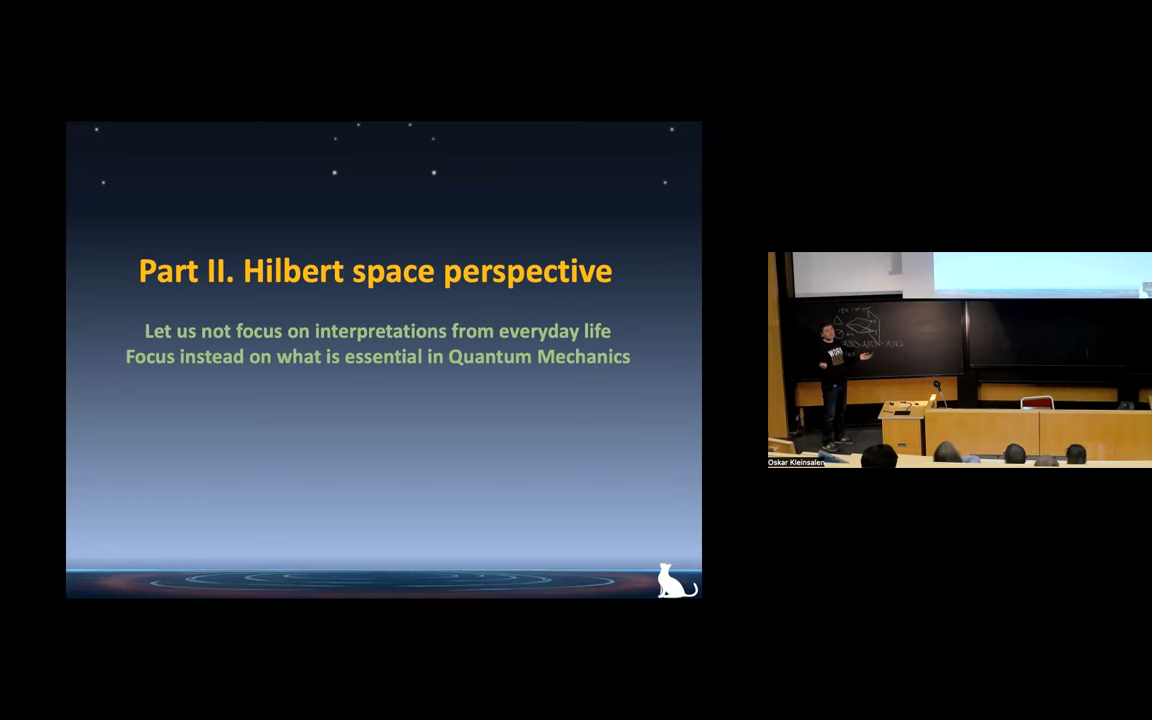 Part II. Hilbert space perspective
Let us not focus on interpretations from everyday life
Focus instead on what is essential in Quantum Mechanics
WORK
Oskar Kleinsalen